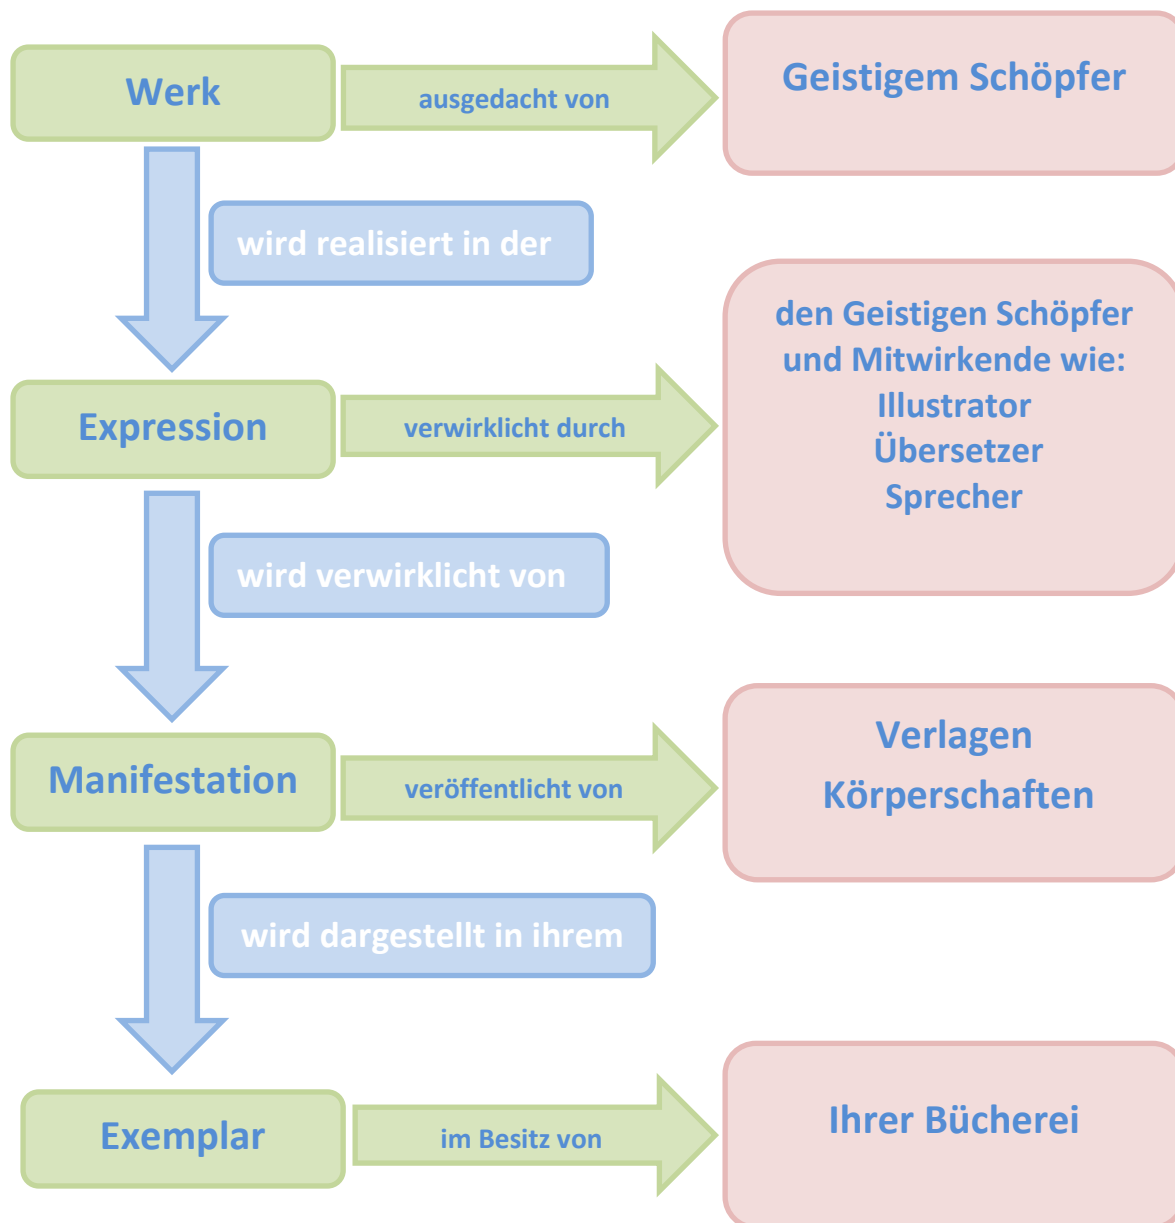 Werk
ausgedacht von
Geistigem Schöpfer
wird realisiert in der
Expression
verwirklicht durch
den Geistigen Schöpfer
und Mitwirkende wie:
Illustrator
Übersetzer
Sprecher
wird verwirklicht von
Manifestation
veröffentlicht von
Verlagen
Körperschaften
wird dargestellt in ihrem
Exemplar
im Besitz von
Ihrer Bücherei